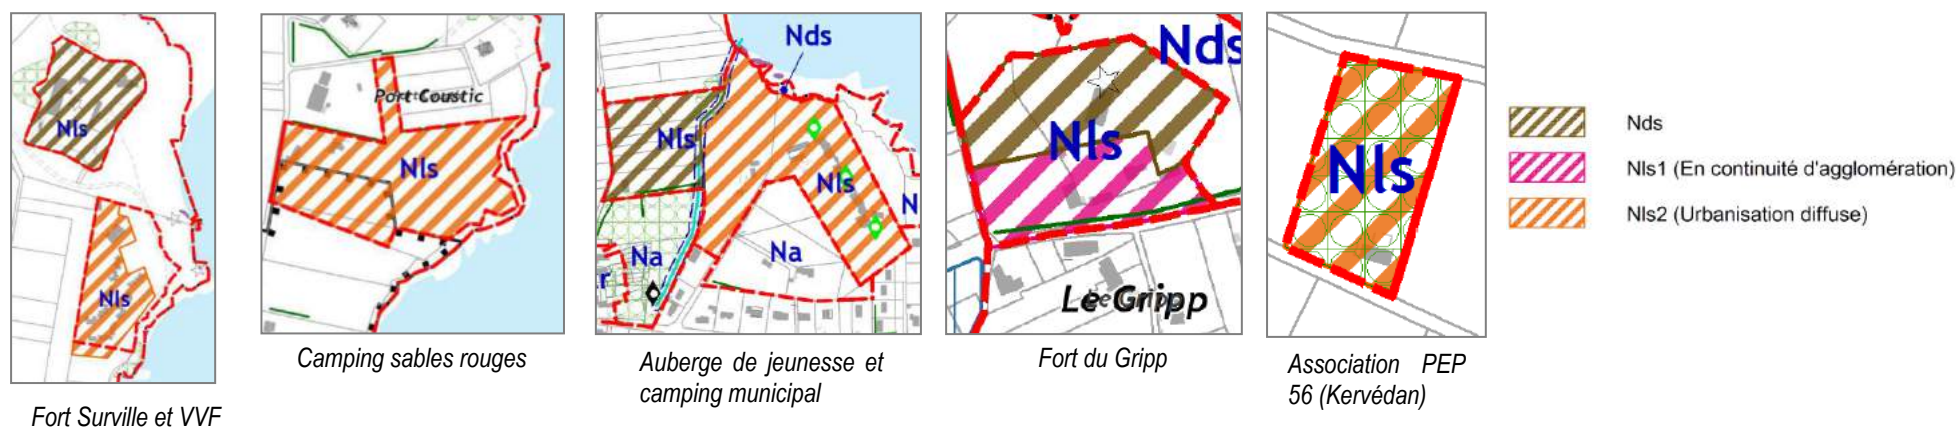 Nls
Nls
Fort Surville et VVF
Port Coustic
Nls
Camping sables rouges
Nds
Nls
Nls
N
Na
Na
r
Auberge de jeunesse et
camping municipal
Nds
Nls
Le Gripp
Fort du Gripp
Nls
Association PEP
56 (Kervédan)
Nds
Nls1 (En continuité d'agglomération)
Nls2 (Urbanisation diffuse)